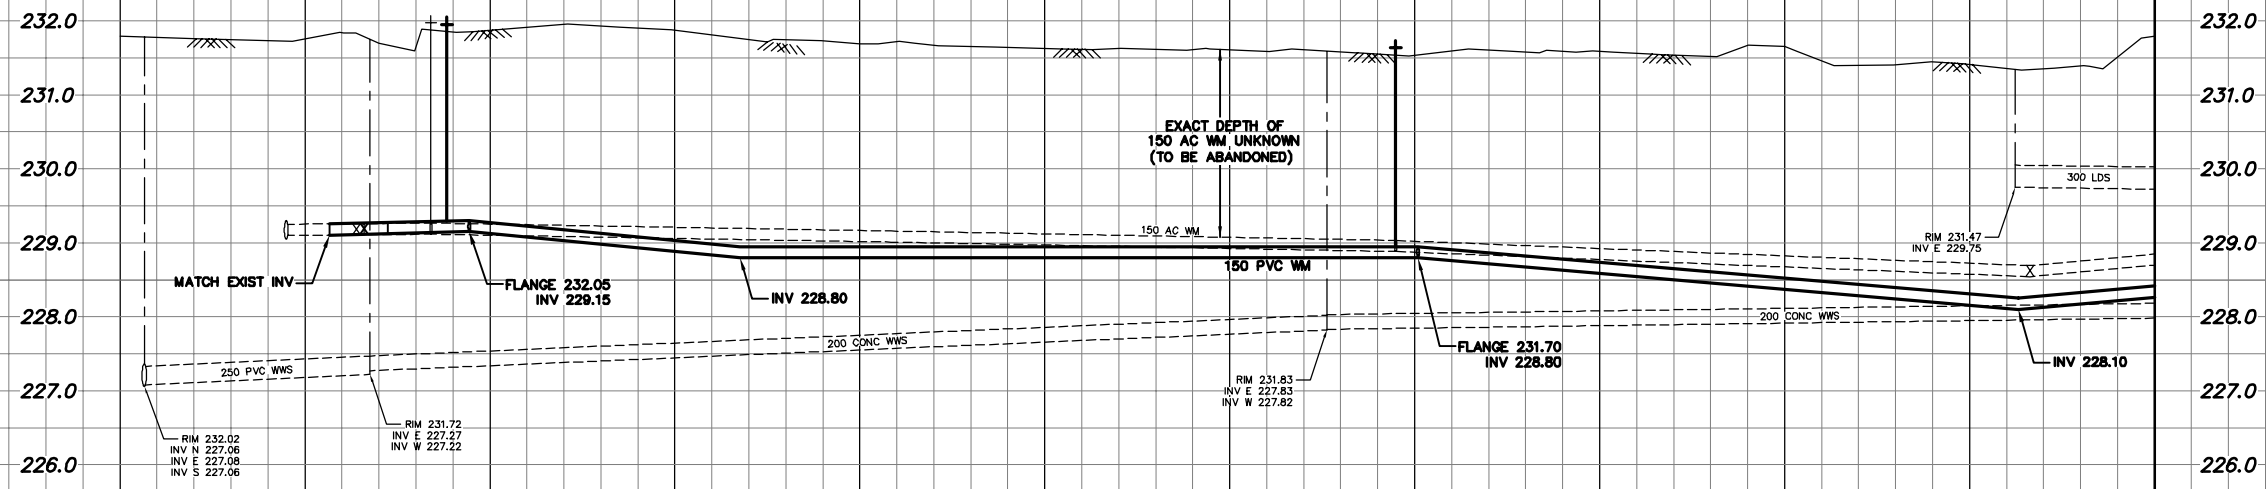 232.0
232.0
231.0
231.0
EXACT DEPTH OF
150 AC WM UNKNOWN
(TO BE ABANDONED)
230.0
230.0
300 LDS
150 AC WM
229.0
229.0
RIM 231.47
INV E 229.75
150 PVC WM
MATCH EXIST INV
FLANGE 232.05
INV 229.15
INV 228.80
228.0
228.0
200 CONC WWS
200 CONC WWS
FLANGE 231.70
INV 228.80
INV 228.10
250 PVC WWS
227.0
227.0
RIM 231.83
INV E 227.83
INV W 227.82
RIM 231.72
INV E 227.27
INV W 227.22
RIM 232.02
INV N 227.06
INV E 227.08
INV S 227.06
226.0
226.0